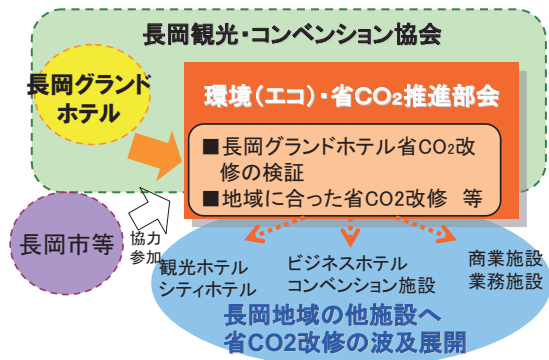 長岡観光・コンベンション協会
長岡グランド
ホテル
環境（エコ）・省CO₂推進部会
■長岡グランドホテル省CO₂改
修の検証
■地域に合った省CO2改修 等
長岡市等
協力
参加
観光ホテル
シティホテル
ビジネスホテル
コンベンション施設
商業施設
業務施設
長岡地域の他施設へ
省CO2改修の波及展開